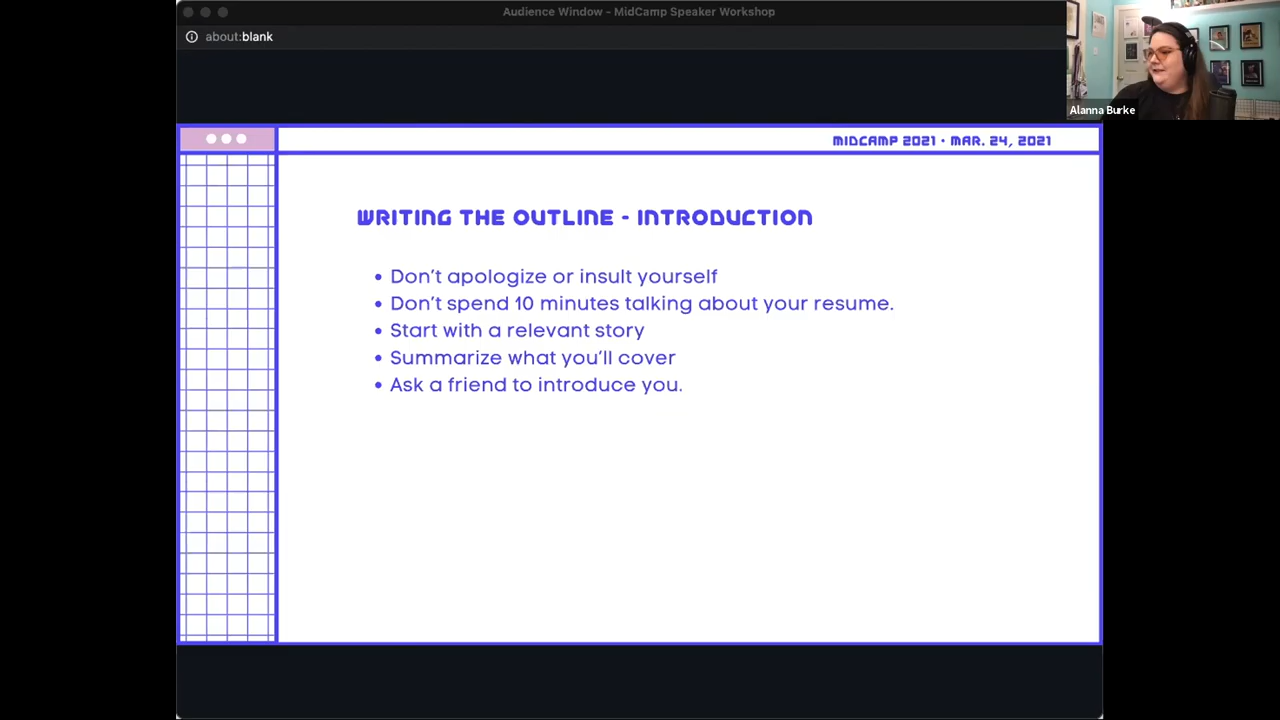 Audience Window - MidCamp Speaker Workshop
about:blank
Alanna Burke
MIDCAMP 2021 • MAR. 24, 2021
WRITING THE OUTLINE - INTRODUCTION
• Don't apologize or insult yourself
• Don't spend 10 minutes talking about your resume.
• Start with a relevant story
• Summarize what you'll cover
• Ask a friend to introduce you.